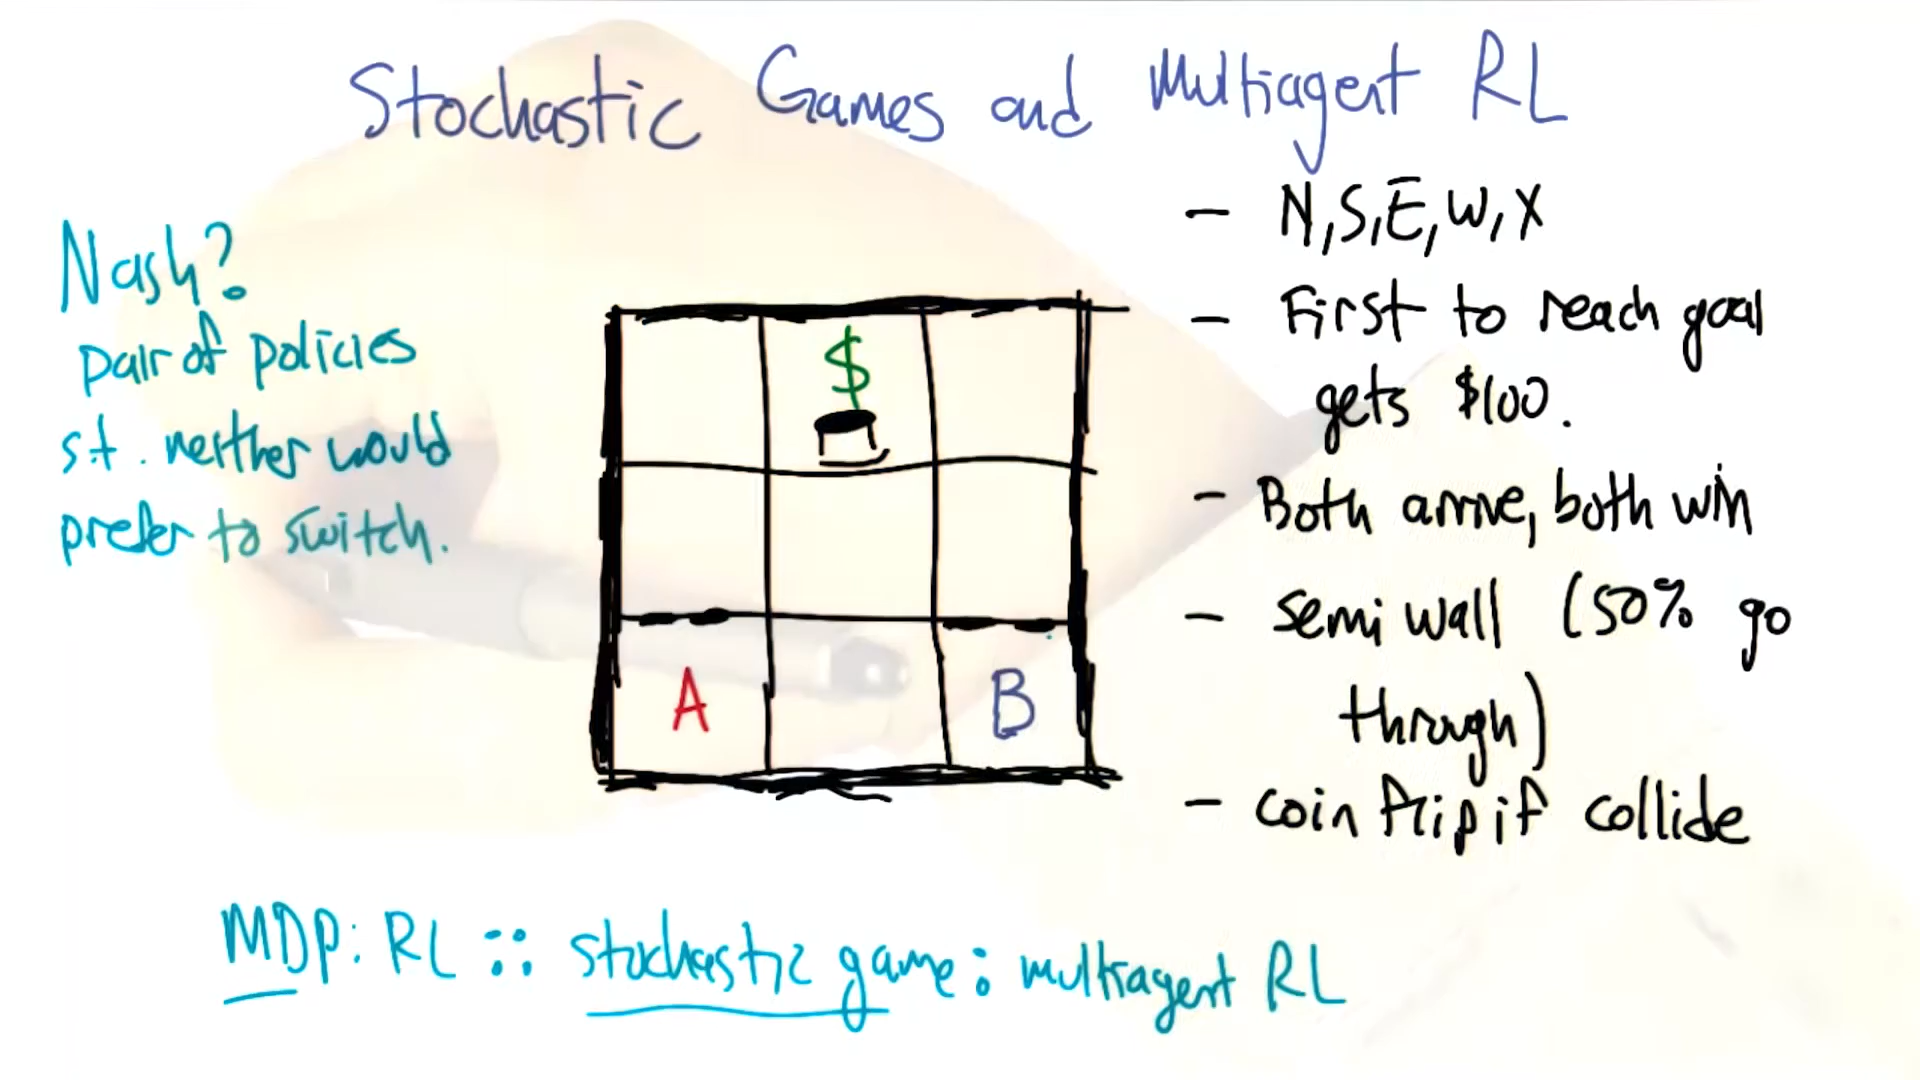 Stochastic Games and Multiagent RL
Nash?
pair of policies
s.t. neither would
prefer to switch.
$
A
B
- N,S,E,W,X
- First to reach goal
gets $100.
- Both arrive, both win
- semi wall (50% go
through)
- coin flip if collide
MDP: RL :: stochastic game: multiagent RL